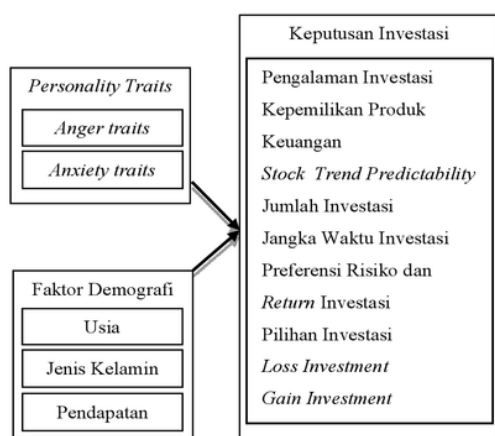 Personality Traits
Anger traits
Anxiety traits
Faktor Demografi
Usia
Jenis Kelamin
Pendapatan
Keputusan Investasi
Pengalaman Investasi
Kepemilikan Produk
Keuangan
Stock Trend Predictability
Jumlah Investasi
Jangka Waktu Investasi
Preferensi Risiko dan
Return Investasi
Pilihan Investasi
Loss Investment
Gain Investment